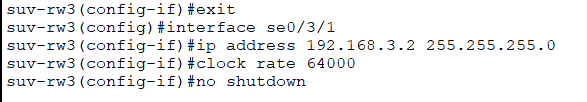 suv-rw3(config-if)#exit
suv-rw3(config)#interface se0/3/1
suv-rw3(config-if)#ip address 192.168.3.2 255.255.255.0
suv-rw3(config-if)#clock rate 64000
suv-rw3(config-if)#no shutdown